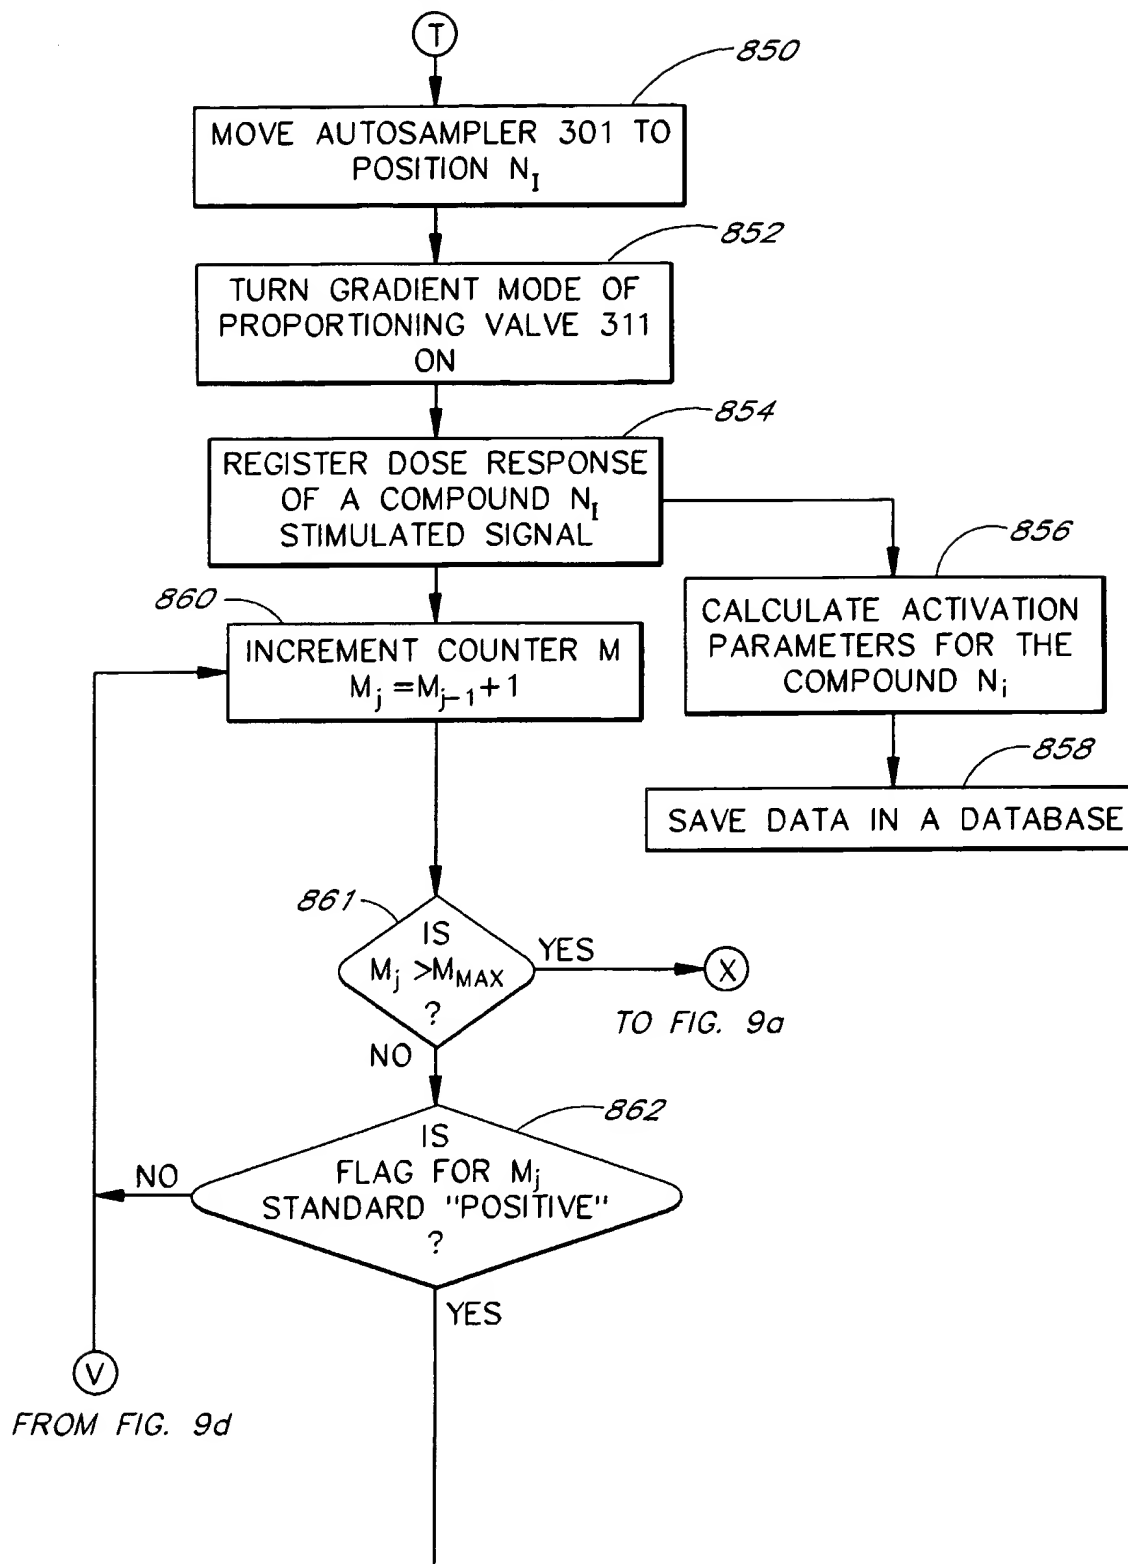 T
850
MOVE AUTOSAMPLER 301 TO
POSITION N_I
852
TURN GRADIENT MODE OF
PROPORTIONING VALVE 311
ON
854
REGISTER DOSE RESPONSE
OF A COMPOUND N_I
STIMULATED SIGNAL
856
CALCULATE ACTIVATION
PARAMETERS FOR THE
COMPOUND N_i
858
SAVE DATA IN A DATABASE
860
INCREMENT COUNTER M
M_j =M_{j-1}+1
861
IS
M_j >M_{MAX}
?
YES
X
TO FIG. 9a
NO
862
IS
FLAG FOR M_j
STANDARD "POSITIVE"
?
NO
YES
V
FROM FIG. 9d